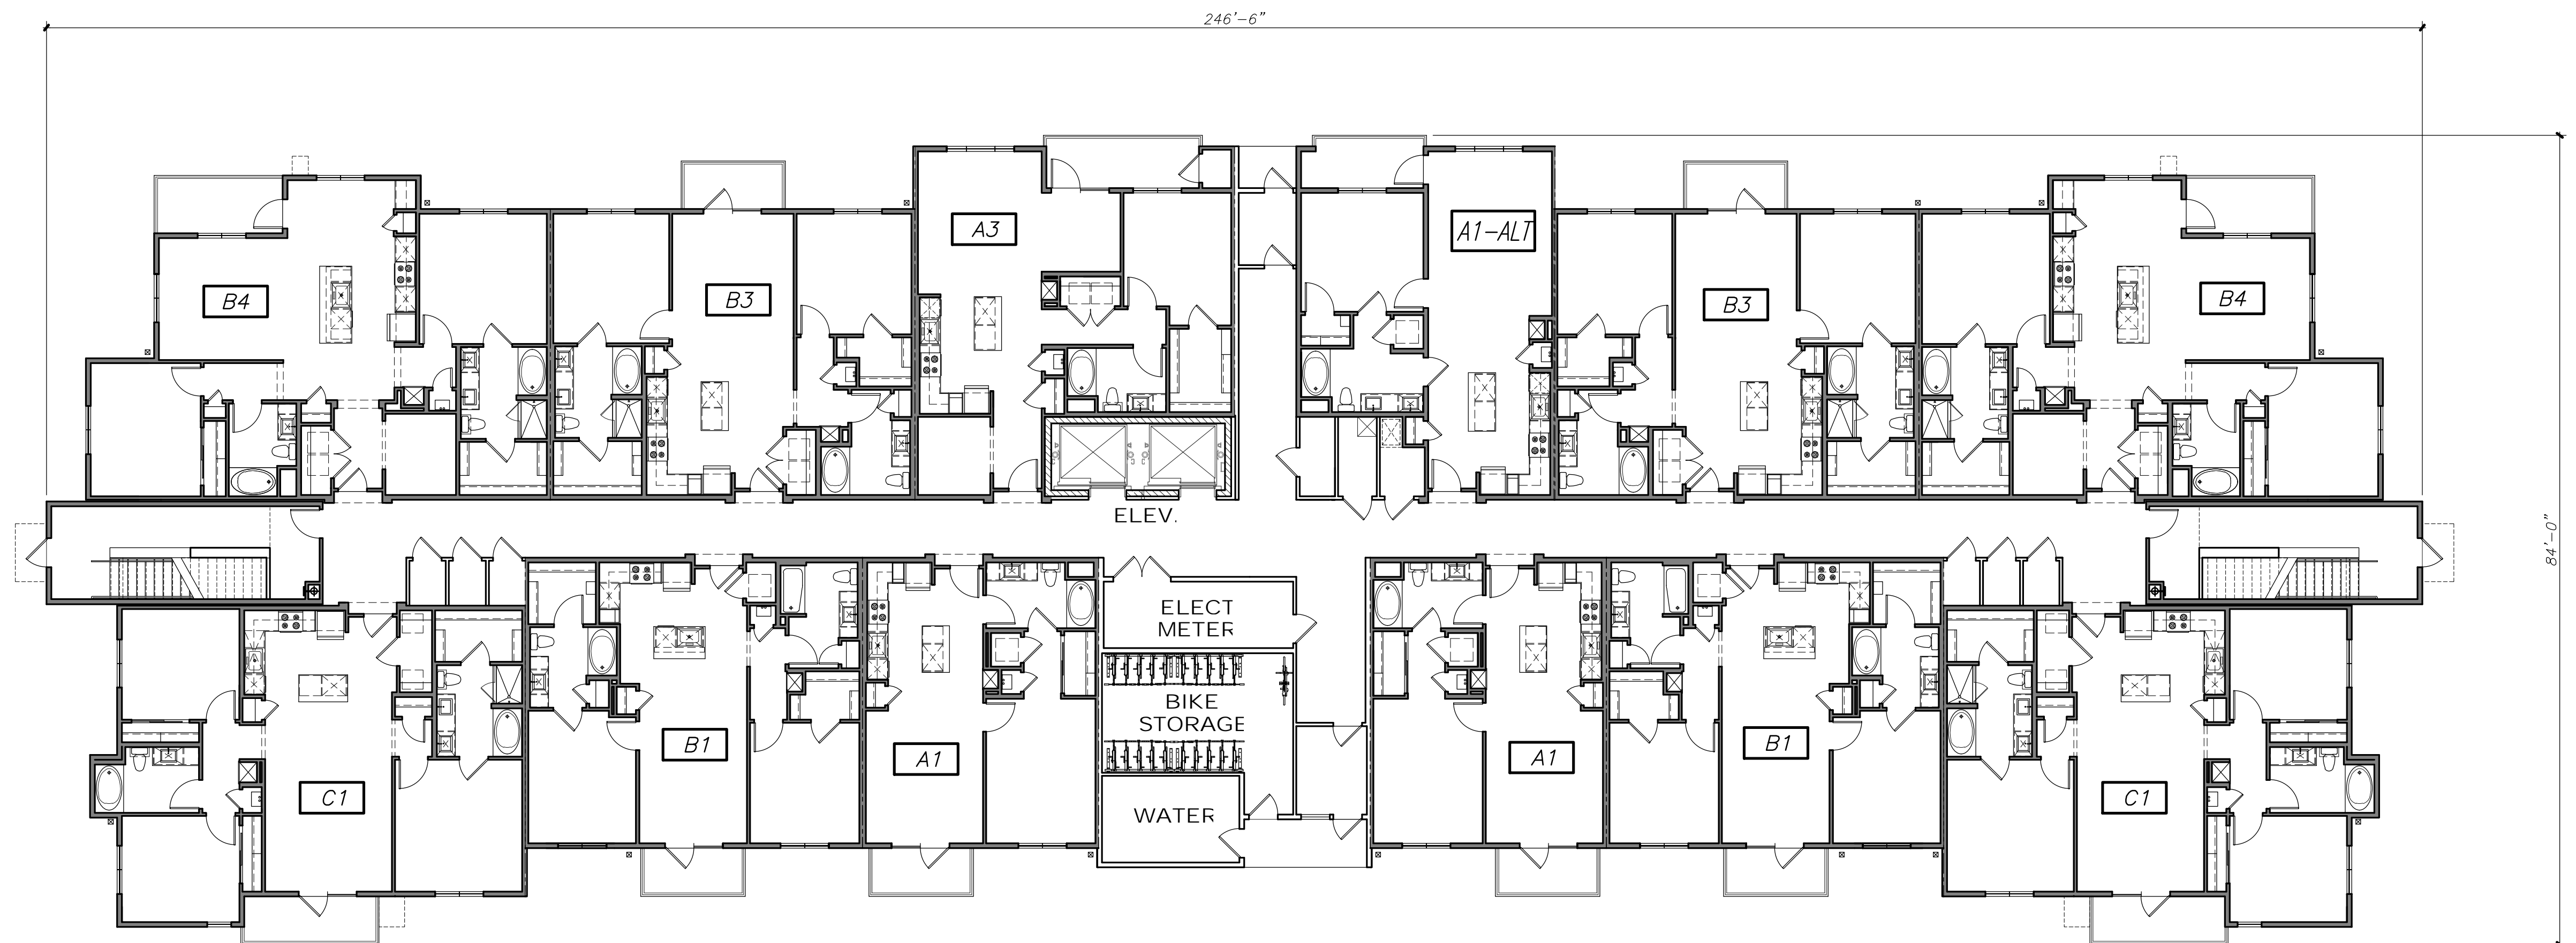 246'-6"
A3
A1-ALT
B4
B3
B3
B4
ELEV.
84'-0"
ELECT
METER
BIKE
STORAGE
B1
A1
A1
B1
C1
C1
WATER